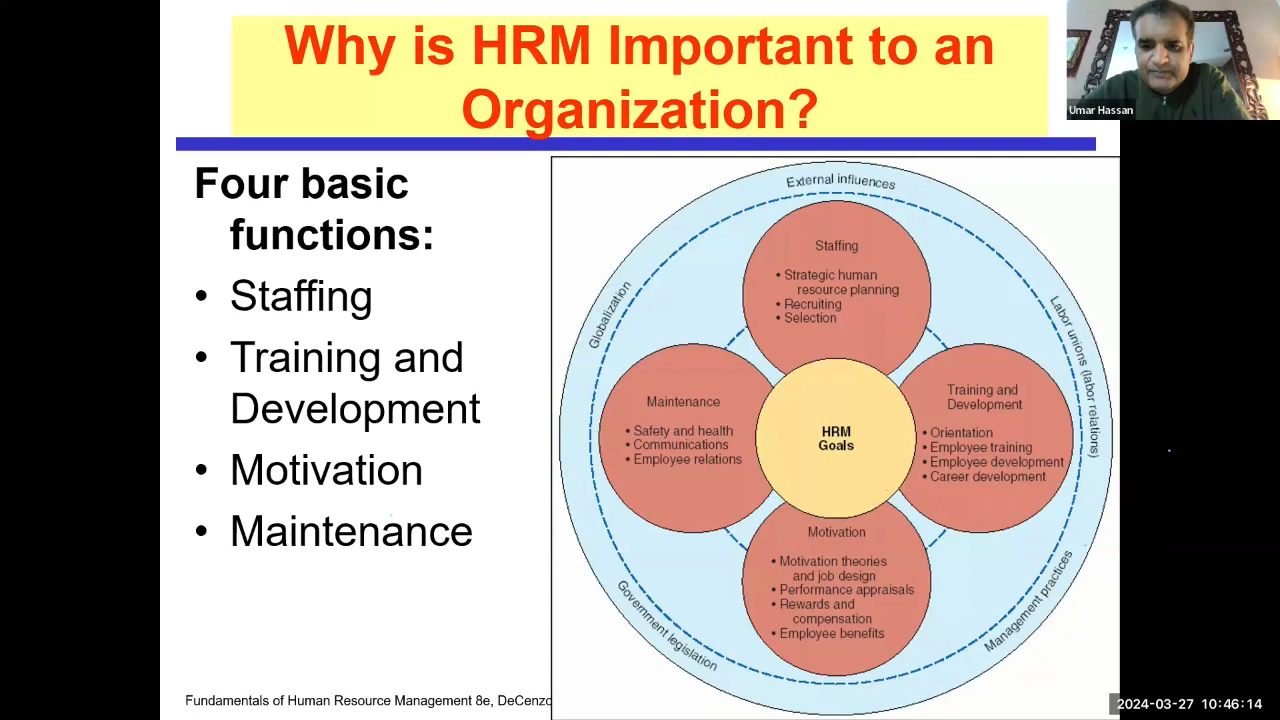 Why is HRM Important to an
Organization?
Umar Hassan
Four basic
functions:
• Staffing
• Training and
Development
• Motivation
• Maintenance
External influences
Globalization
Labor unions (labor relations)
Government legislation
Management practices
Staffing
• Strategic human
resource planning
• Recruiting
• Selection
Maintenance
• Safety and health
• Communications
• Employee relations
HRM
Goals
Training and
Development
• Orientation
• Employee training
• Employee development
• Career development
Motivation
• Motivation theories
and job design
• Performance appraisals
• Rewards and
compensation
• Employee benefits
Fundamentals of Human Resource Management 8e, DeCenzo
2024-03-27 10:46:14